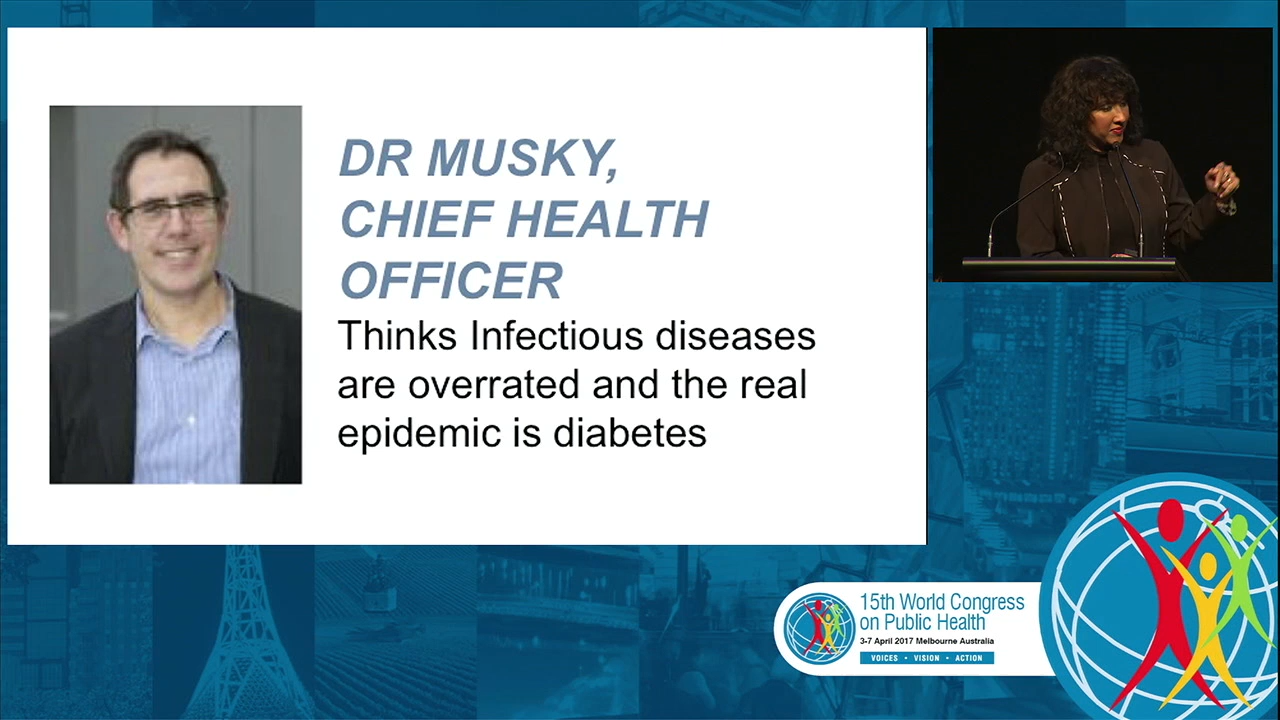 DR MUSKY,
CHIEF HEALTH
OFFICER
Thinks Infectious diseases
are overrated and the real
epidemic is diabetes
15th World Congress
on Public Health
3-7 April 2017 Melbourne Australia
VOICES • VISION • ACTION